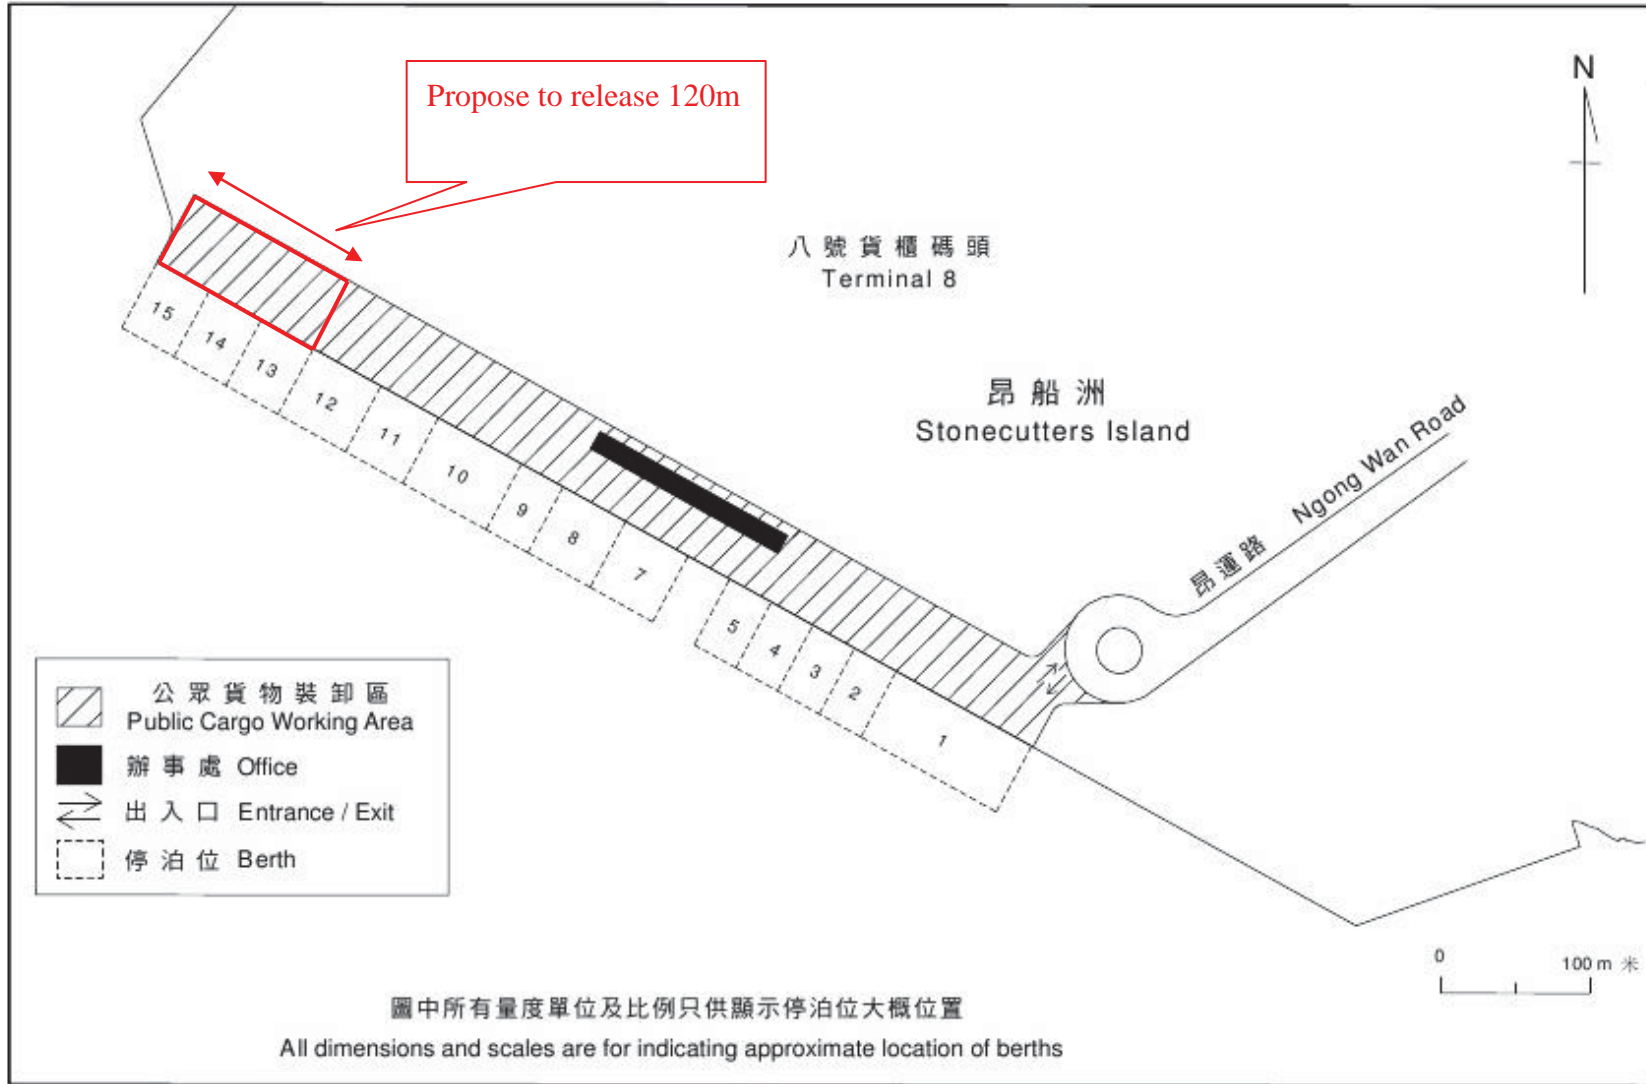 Propose to release 120m
N
八號貨櫃碼頭
Terminal 8
昂船洲
Stonecutters Island
昂運路 Ngong Wan Road
15
14
13
12
11
10
9
8
7
5
4
3
2
1
公眾貨物裝卸區
Public Cargo Working Area
辦事處 Office
出入口 Entrance / Exit
停泊位 Berth
0 100 m 米
圖中所有量度單位及比例只供顯示停泊位大概位置
All dimensions and scales are for indicating approximate location of berths